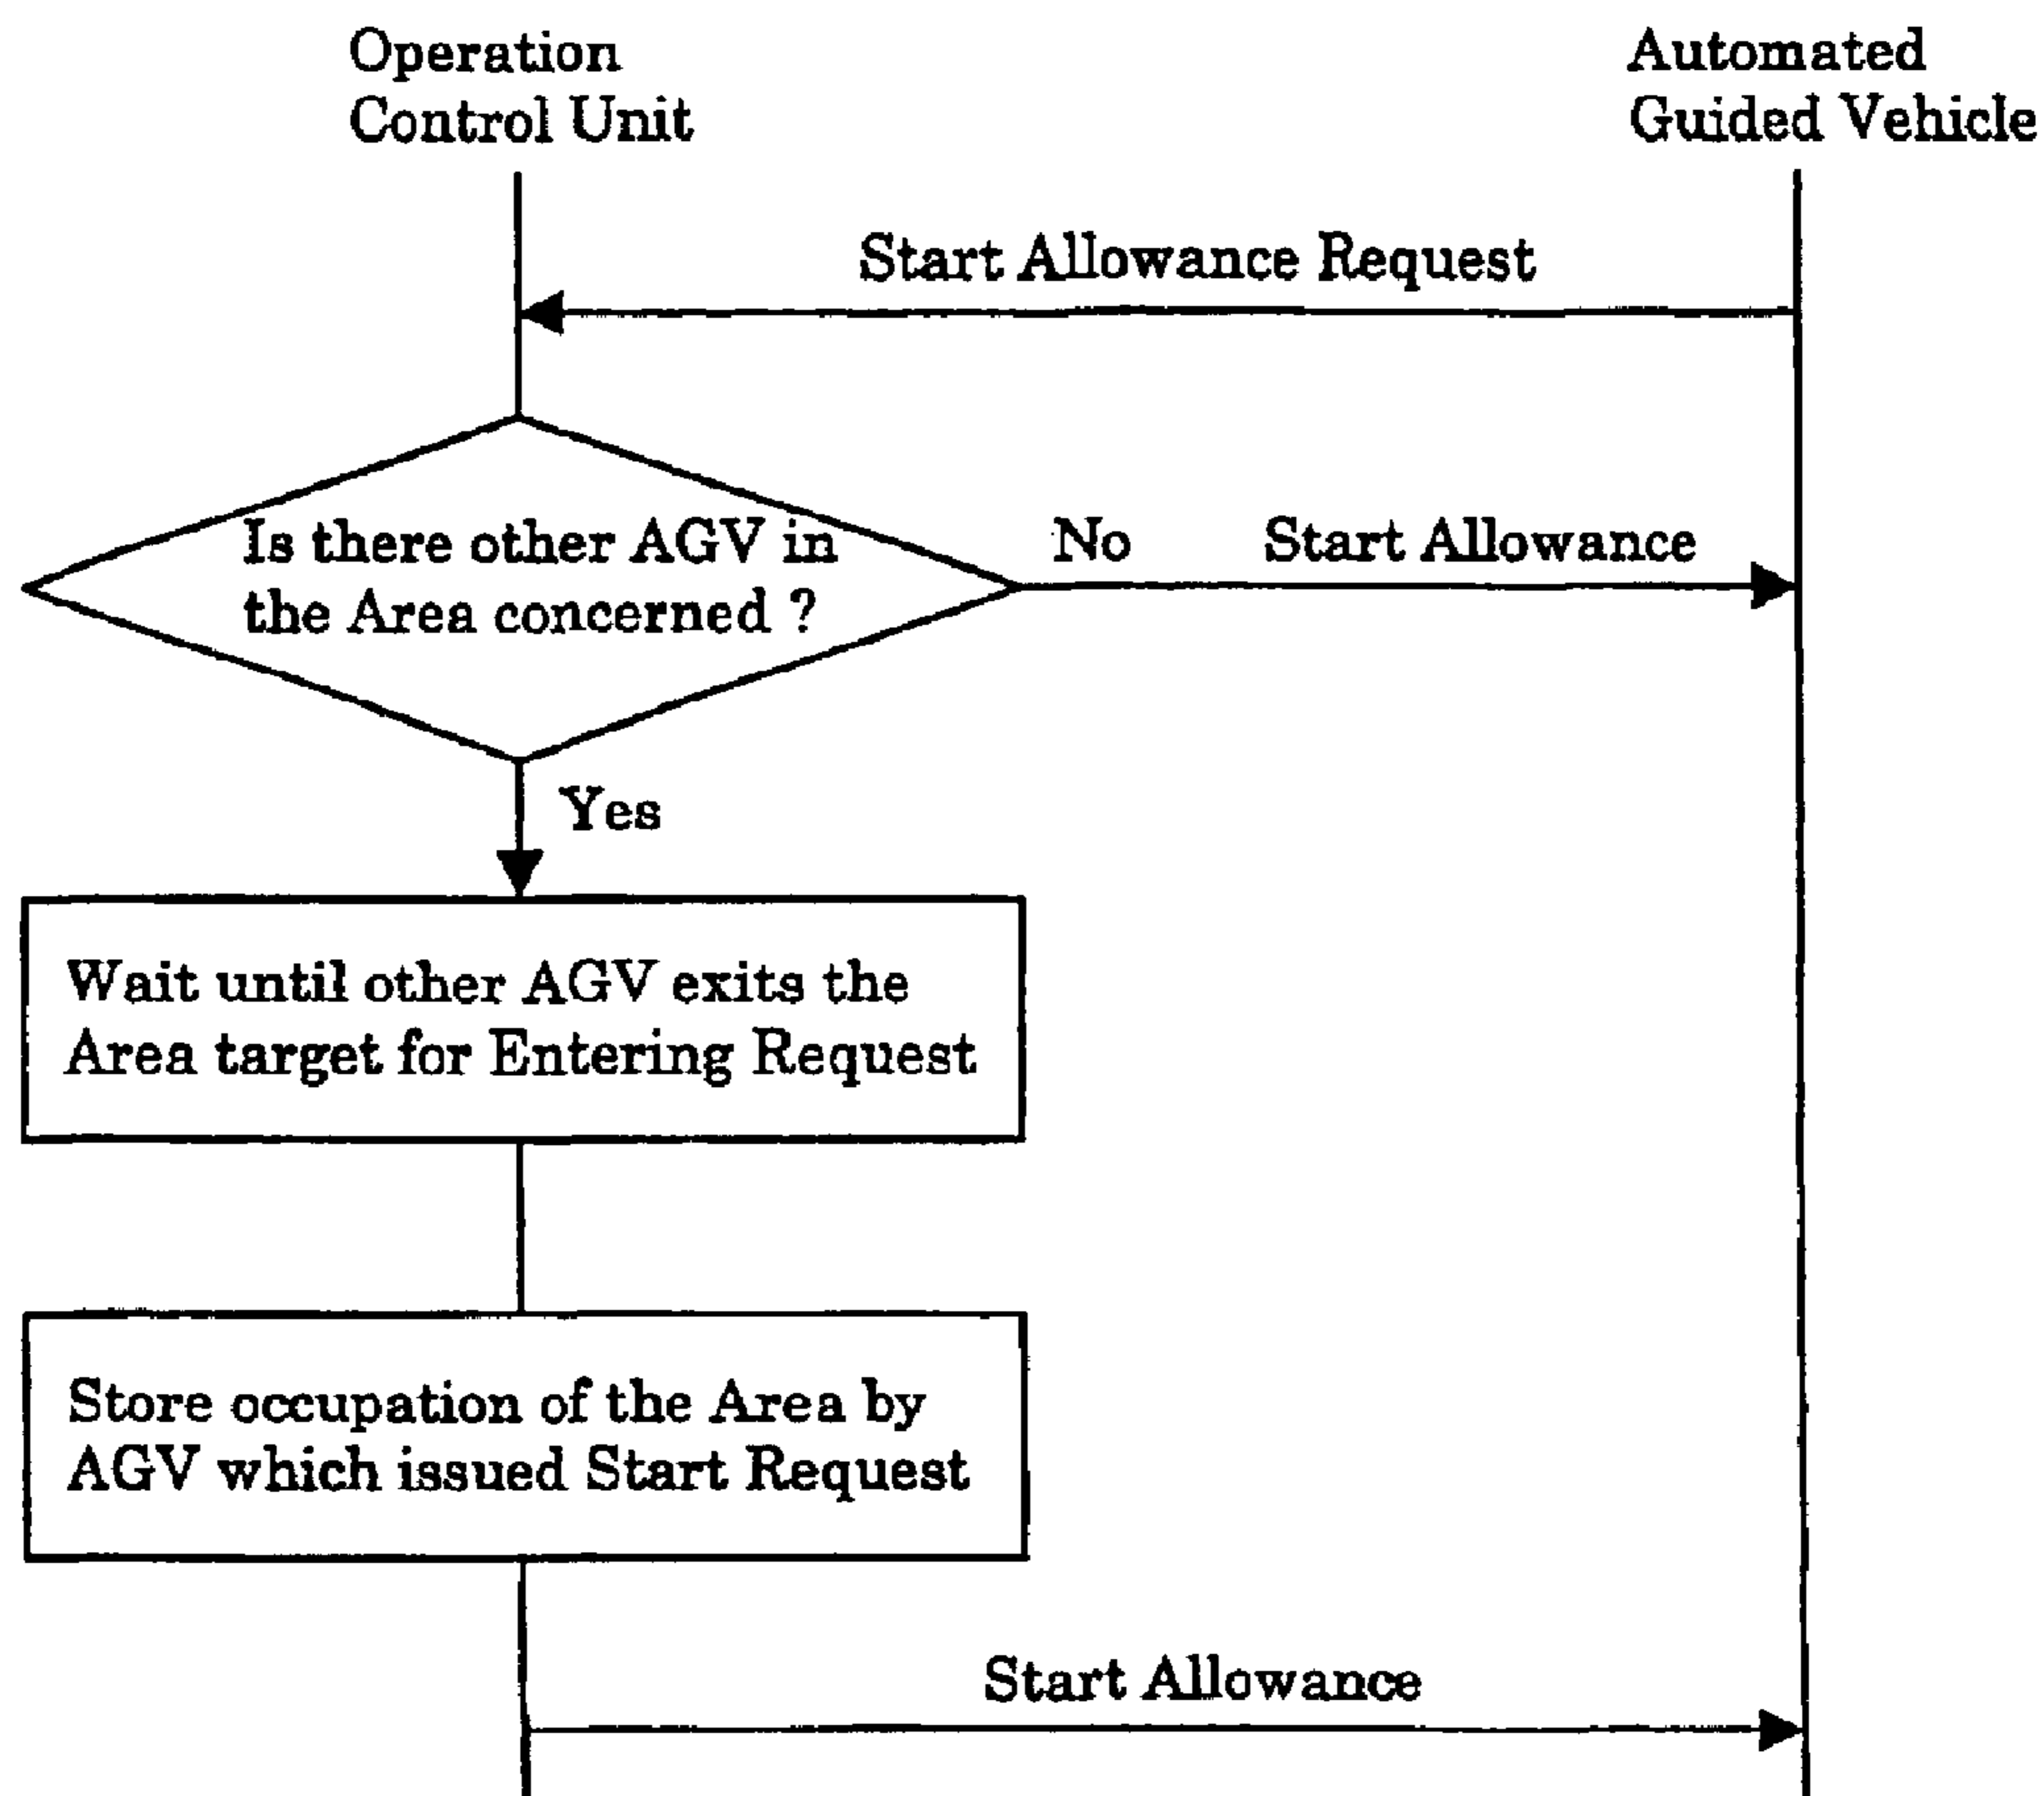 Operation
Control Unit
Automated
Guided Vehicle
Start Allowance Request
Is there other AGV in
the Area concerned ?
No
Start Allowance
Yes
Wait until other AGV exits the
Area target for Entering Request
Store occupation of the Area by
AGV which issued Start Request
Start Allowance